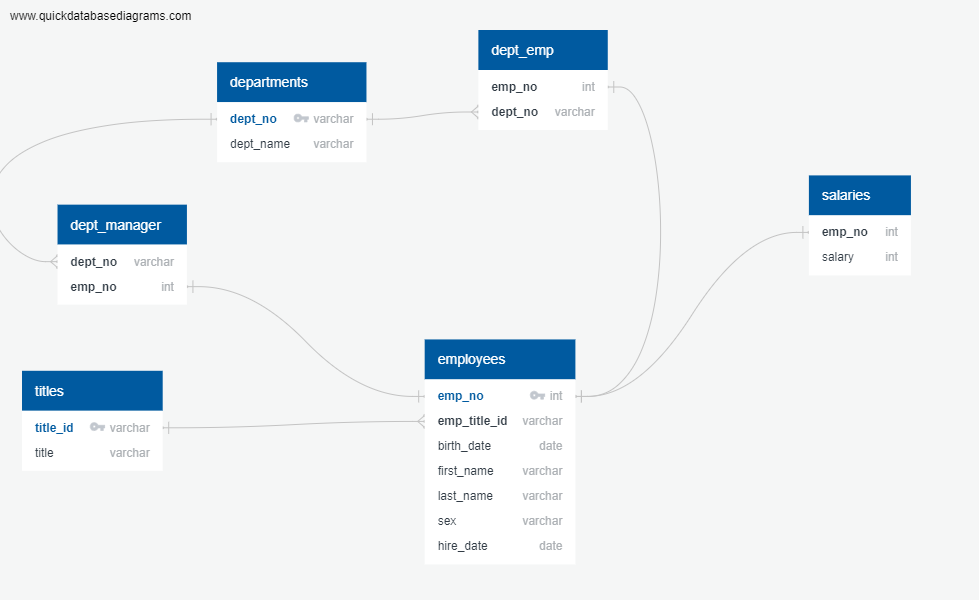 www.quickdatabasediagrams.com
dept_emp
emp_no int
dept_no varchar
departments
dept_no varchar
dept_name varchar
salaries
emp_no int
salary int
dept_manager
dept_no varchar
emp_no int
employees
emp_no int
emp_title_id varchar
birth_date date
first_name varchar
last_name varchar
sex varchar
hire_date date
titles
title_id varchar
title varchar